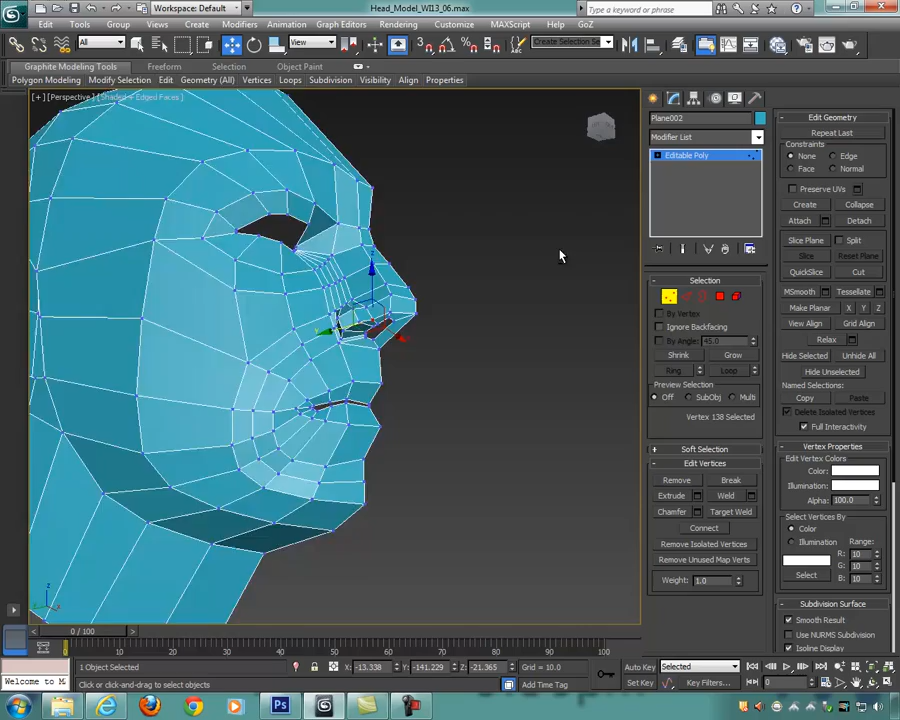 Workspace: Default
Head_Model_WI13_06.max
Type a keyword or phrase
Edit Tools Group Views Create Modifiers Animation Graph Editors Rendering Customize MAXScript Help GoZ
All View Create Selection Se
Graphite Modeling Tools Freeform Selection Object Paint
Polygon Modeling Modify Selection Edit Geometry (All) Vertices Loops Subdivision Visibility Align Properties
[+] [Perspective] [Shaded + Edged Faces]
Plane002
Modifier List
Editable Poly
Selection
By Vertex
Ignore Backfacing
By Angle: 45.0
Shrink Grow
Ring Loop
Preview Selection
Off SubObj Multi
Vertex 138 Selected
Soft Selection
Edit Vertices
Remove Break
Extrude Weld
Chamfer Target Weld
Connect
Remove Isolated Vertices
Remove Unused Map Verts
Weight: 1.0
Edit Geometry
Repeat Last
Constraints
None Edge
Face Normal
Preserve UVs
Create Collapse
Attach Detach
Slice Plane Split
Slice Reset Plane
QuickSlice Cut
MSmooth Tessellate
Make Planar X Y Z
View Align Grid Align
Relax
Hide Selected Unhide All
Hide Unselected
Named Selections:
Copy Paste
Delete Isolated Vertices
Full Interactivity
Vertex Properties
Edit Vertex Colors
Color:
Illumination:
Alpha: 100.0
Select Vertices By
Color
Illumination Range:
R: 10
G: 10
Select B: 10
Subdivision Surface
Smooth Result
Use NURMS Subdivision
Isoline Display
z
y
x
0 / 100
0 10 20 30 40 50 60 70 80 90 100
1 Object Selected X: -13.338 Y: -141.229 Z: -21.365 Grid = 10.0 Auto Key Selected
Welcome to M Click or click-and-drag to select objects Add Time Tag Set Key Key Filters... 0